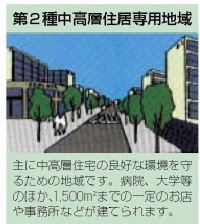 第2種中高層住居専用地域
主に中高層住宅の良好な環境を守
るための地域です。病院、大学等
のほか、1,500m²までの一定のお店
や事務所などが建てられます。